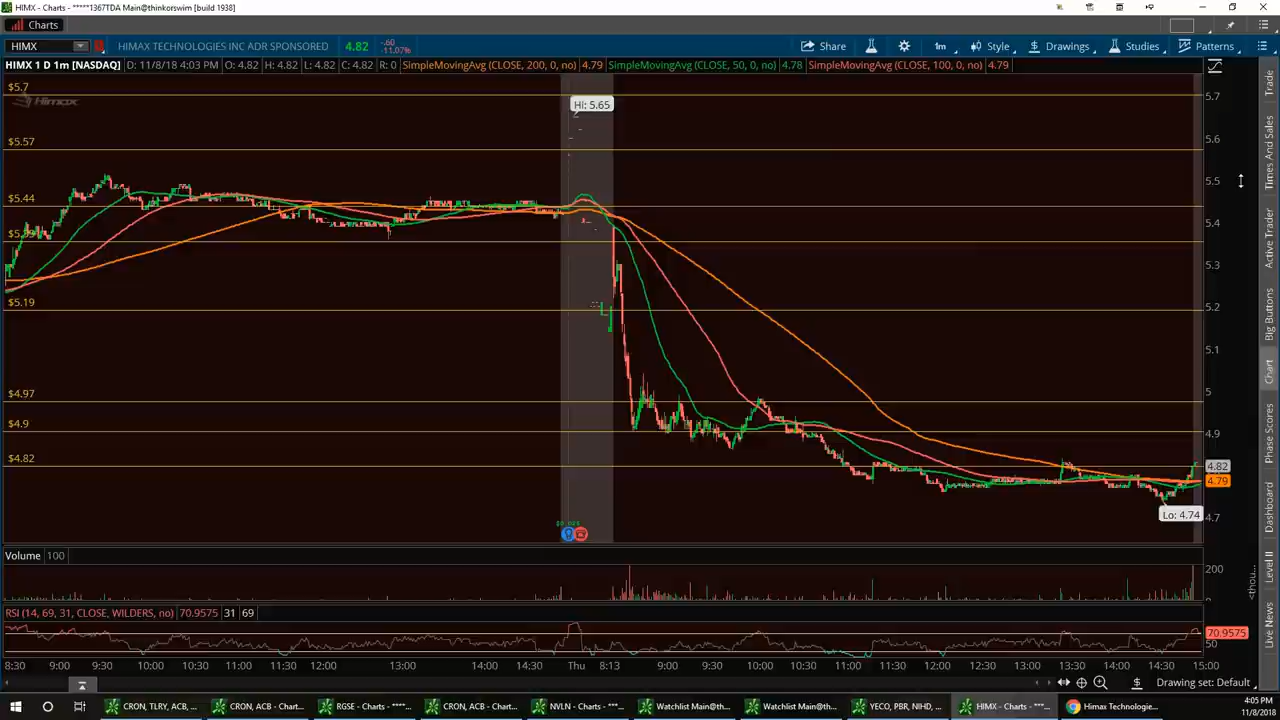 HIMX - Charts - *****1367TDA Main@thinkorswim [build 1938]
Charts
HIMX HIMAX TECHNOLOGIES INC ADR SPONSORED 4.82 -.60 -11.07% Share 1m Style $ Drawings Studies Patterns
HIMX 1 D 1m [NASDAQ] D: 11/8/18 4:03 PM O: 4.82 H: 4.82 L: 4.82 C: 4.82 R: 0 SimpleMovingAvg (CLOSE, 200, 0, no) 4.79 SimpleMovingAvg (CLOSE, 50, 0, no) 4.78 SimpleMovingAvg (CLOSE, 100, 0, no) 4.79
$5.7
Himax
Hi: 5.65
$5.57
$5.44
$5.19
$4.97
$4.9
$4.82
Lo: 4.74
5.7
5.6
5.5
5.4
5.3
5.2
5.1
5
4.9
4.82
4.79
4.7
Volume 100
200
RSI (14, 69, 31, CLOSE, WILDERS, no) 70.9575 31 69
70.9575
50
8:30 9:00 9:30 10:00 10:30 11:00 11:30 12:00 13:00 14:00 14:30 Thu 8:13 9:00 9:30 10:00 10:30 11:00 11:30 12:00 12:30 13:00 13:30 14:00 14:30 15:00
Drawing set: Default
Trade
Times And Sales
Active Trader
Big Buttons
Chart
Phase Scores
Dashboard
Level II
Live News
CRON, TLRY, ACB, ... CRON, ACB - Chart... RGSE - Charts - ****... CRON, ACB - Chart... NVLN - Charts - ***... Watchlist Main@th... Watchlist Main@th... YECO, PBR, NIHD, ... HIMX - Charts - ***... Himax Technologie...
4:05 PM
11/8/2018